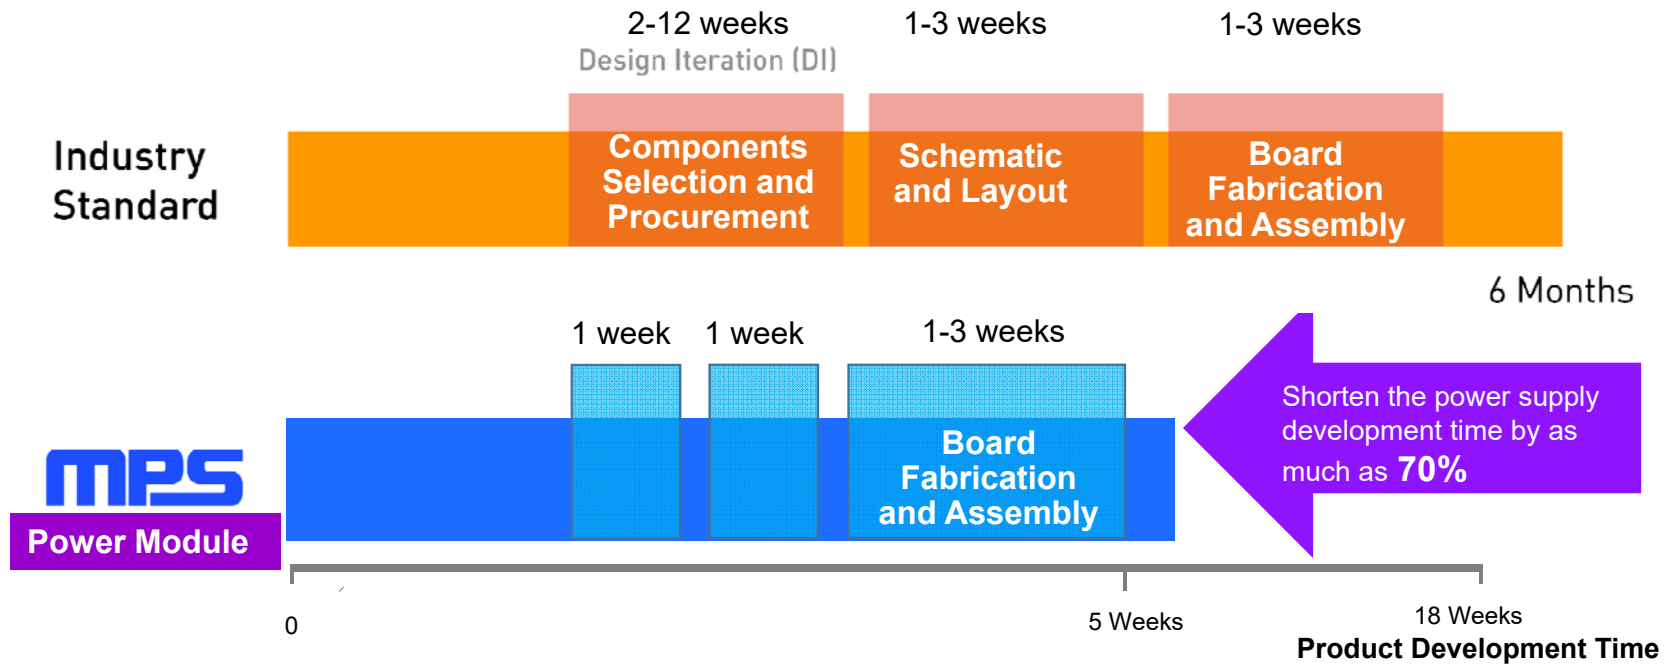 2-12 weeks
1-3 weeks
1-3 weeks
Design Iteration (DI)
Industry
Standard
Components
Selection and
Procurement
Schematic
and Layout
Board
Fabrication
and Assembly
6 Months
1 week
1 week
1-3 weeks
Shorten the power supply
development time by as
much as 70%
Board
Fabrication
and Assembly
mPS
Power Module
0
5 Weeks
18 Weeks
Product Development Time